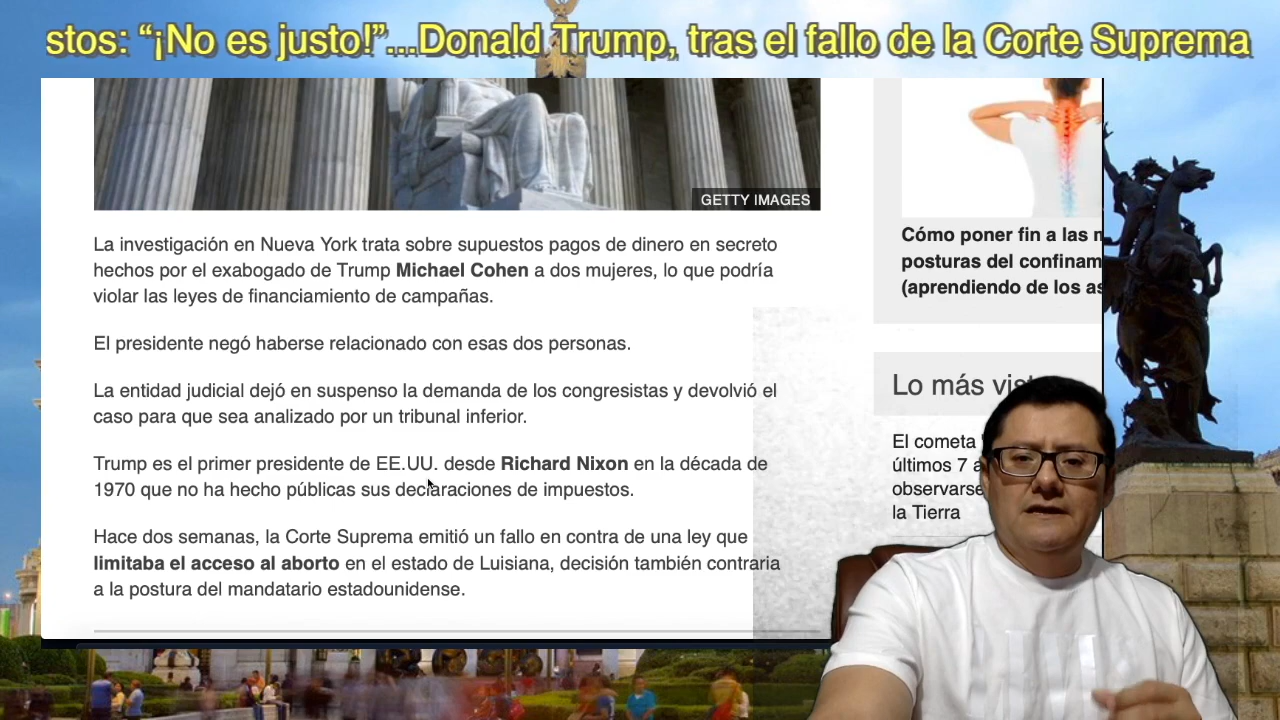 stos: “¡No es justo!”...Donald Trump, tras el fallo de la Corte Suprema
GETTY IMAGES
La investigación en Nueva York trata sobre supuestos pagos de dinero en secreto
hechos por el exabogado de Trump Michael Cohen a dos mujeres, lo que podría
violar las leyes de financiamiento de campañas.
El presidente negó haberse relacionado con esas dos personas.
La entidad judicial dejó en suspenso la demanda de los congresistas y devolvió el
caso para que sea analizado por un tribunal inferior.
Trump es el primer presidente de EE.UU. desde Richard Nixon en la década de
1970 que no ha hecho públicas sus declaraciones de impuestos.
Hace dos semanas, la Corte Suprema emitió un fallo en contra de una ley que
limitaba el acceso al aborto en el estado de Luisiana, decisión también contraria
a la postura del mandatario estadounidense.
Cómo poner fin a las
posturas del confinam
(aprendiendo de los as
Lo más vist
El cometa
últimos 7
observarse
la Tierra